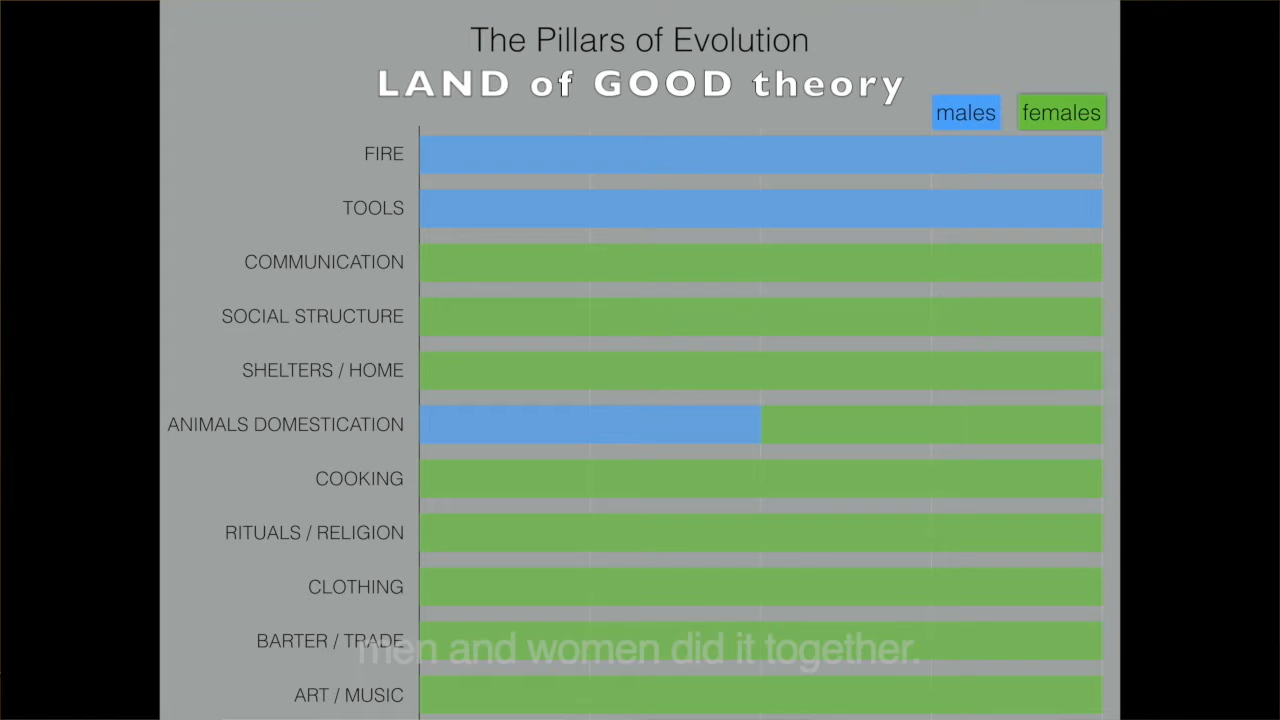 The Pillars of Evolution
LAND of GOOD theory
males females
FIRE
TOOLS
COMMUNICATION
SOCIAL STRUCTURE
SHELTERS / HOME
ANIMALS DOMESTICATION
COOKING
RITUALS / RELIGION
CLOTHING
BARTER / TRADE
men and women did it together.
ART / MUSIC